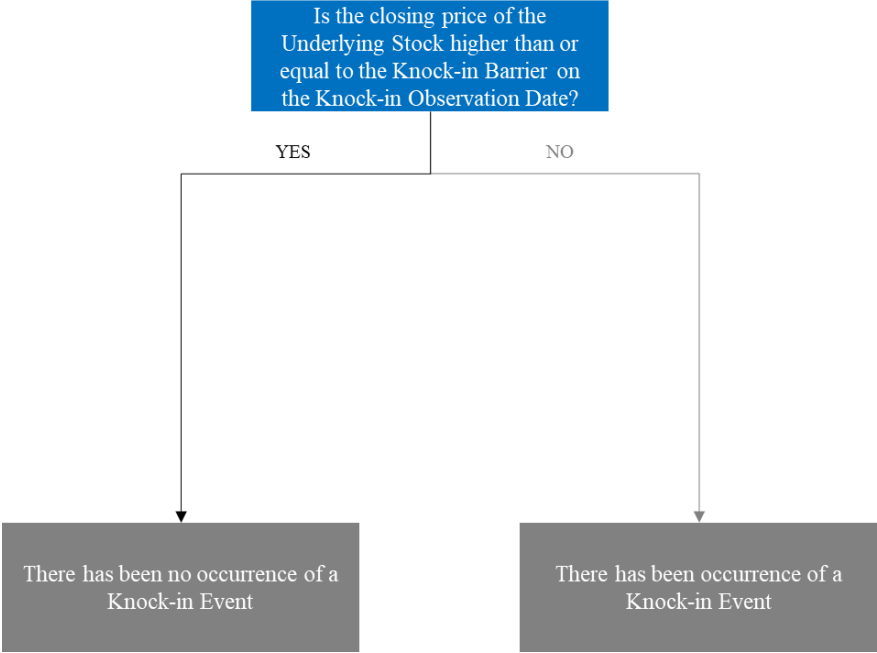 Is the closing price of the
Underlying Stock higher than or
equal to the Knock-in Barrier on
the Knock-in Observation Date?
YES
NO
There has been no occurrence of a
Knock-in Event
There has been occurrence of a
Knock-in Event